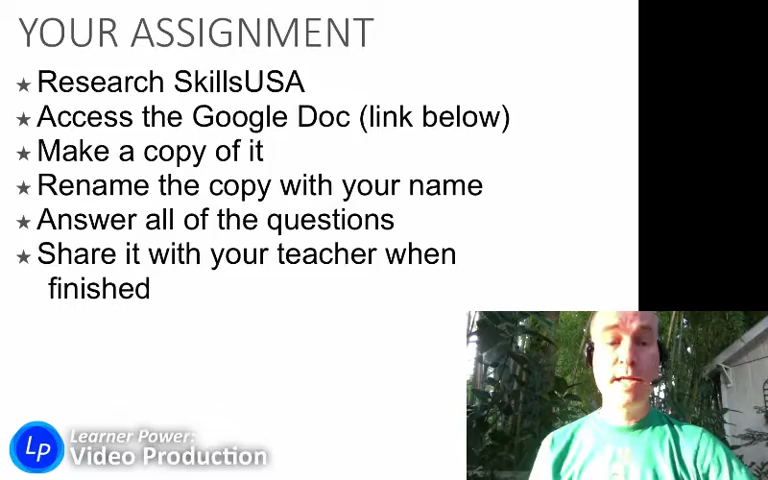 YOUR ASSIGNMENT
★ Research SkillsUSA
★ Access the Google Doc (link below)
★ Make a copy of it
★ Rename the copy with your name
★ Answer all of the questions
★ Share it with your teacher when
finished
Lp
Learner Power:
Video Production